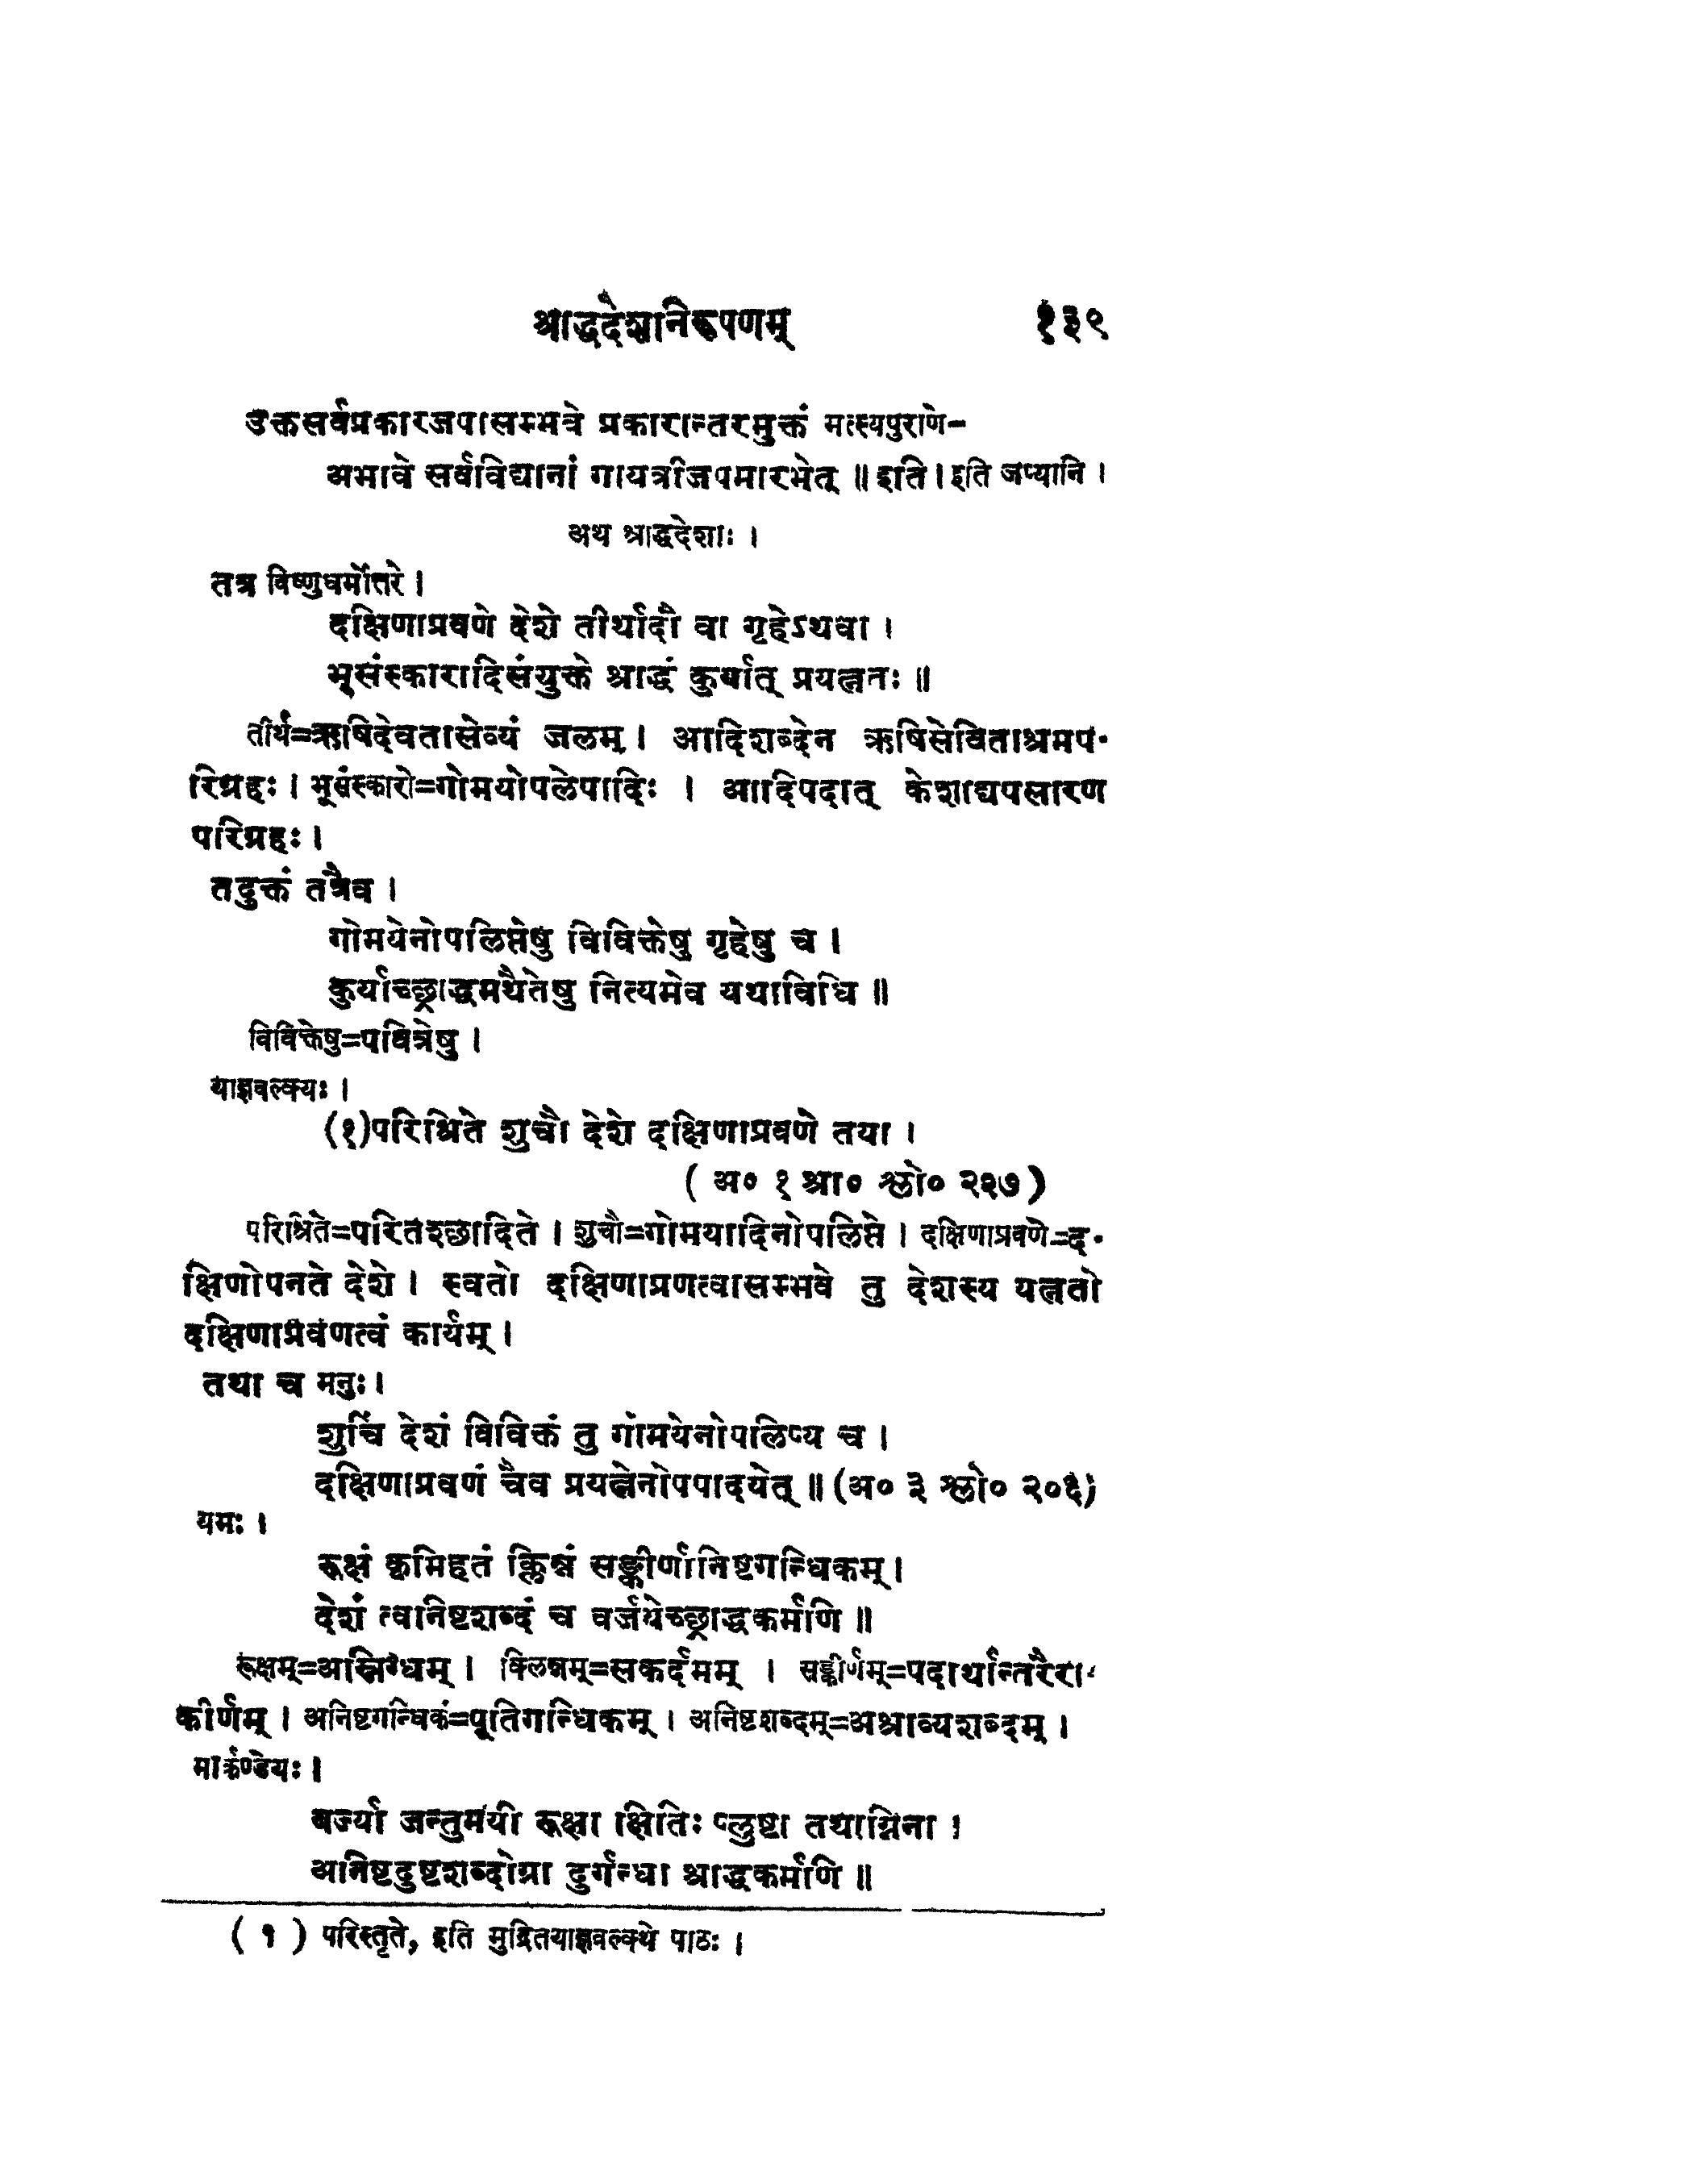 श्राद्धदेशनिरूपणम् १३९
उक्तसर्वप्रकारजपासम्भवे प्रकारान्तरमुक्तं मत्स्यपुराणे-
अभावे सर्वविद्यानां गायत्रीजपमारभेत् ॥ इति । इति जप्यानि ।
अथ श्राद्धदेशाः ।
तत्र विष्णुधर्मोत्तरे ।
दक्षिणाप्रवणे देशे तीर्थादौ वा गृहेऽथवा ।
भूसंस्कारादिसंयुक्ते श्राद्धं कुर्यात् प्रयत्नतः ॥
तीर्थं=ऋषिदेवतासेव्यं जलम् । आदिशब्देन ऋषिसेविताश्रमप-
रिग्रहः । भूसंस्कारो=गोमयोपलेपादिः । आदिपदात् केशाद्यपसारण
परिग्रहः ।
तदुक्तं तत्रैव ।
गोमयेनोपलिप्तेषु विविक्तेषु गृहेषु च ।
कुर्याच्छ्राद्धमथैतेषु नित्यमेव यथाविधि ॥
विविक्तेषु=पवित्रेषु ।
याज्ञवल्क्यः ।
(१)परिश्रिते शुचौ देशे दक्षिणाप्रवणे तथा ।
( अ० १ श्रा० श्लो० २२७ )
परिश्रिते=परितश्छादिते । शुचौ=गोमयादिनोपलिप्ते । दक्षिणाप्रवणे=द-
क्षिणोपनते देशे । स्वतो दक्षिणाप्रणत्वासम्भवे तु देशस्य यत्नतो
दक्षिणाप्रवणत्वं कार्यम् ।
तथा च मनुः ।
शुचिं देशं विविक्तं तु गोमयेनोपलिप्य च ।
दक्षिणाप्रवणं चैव प्रयत्नेनोपपादयेत् ॥ (अ० ३ श्लो० २०६)
यमः ।
रूक्षं कृमिहतं क्लिन्नं सङ्कीर्णानिष्टगन्धिकम् ।
देशं त्वनिष्टशब्दं च वर्जयेच्छ्राद्धकर्मणि ॥
रूक्षम्=अस्निग्धम् । क्लिन्नम्=सकर्दमम् । सङ्कीर्णम्=पदार्थान्तरैरा-
कीर्णम् । अनिष्टगन्धिकं=पूतिगन्धिकम् । अनिष्टशब्दम्=अश्राव्यशब्दम् ।
मार्कण्डेयः ।
वर्ज्या जन्तुमयी रूक्षा क्षितिः प्लुष्टा तथाग्निना ।
अनिष्टदुष्टशब्दोग्रा दुर्गन्धा श्राद्धकर्मणि ॥
( १ ) परिस्तृते, इति मुद्रितयाज्ञवल्क्ये पाठः ।